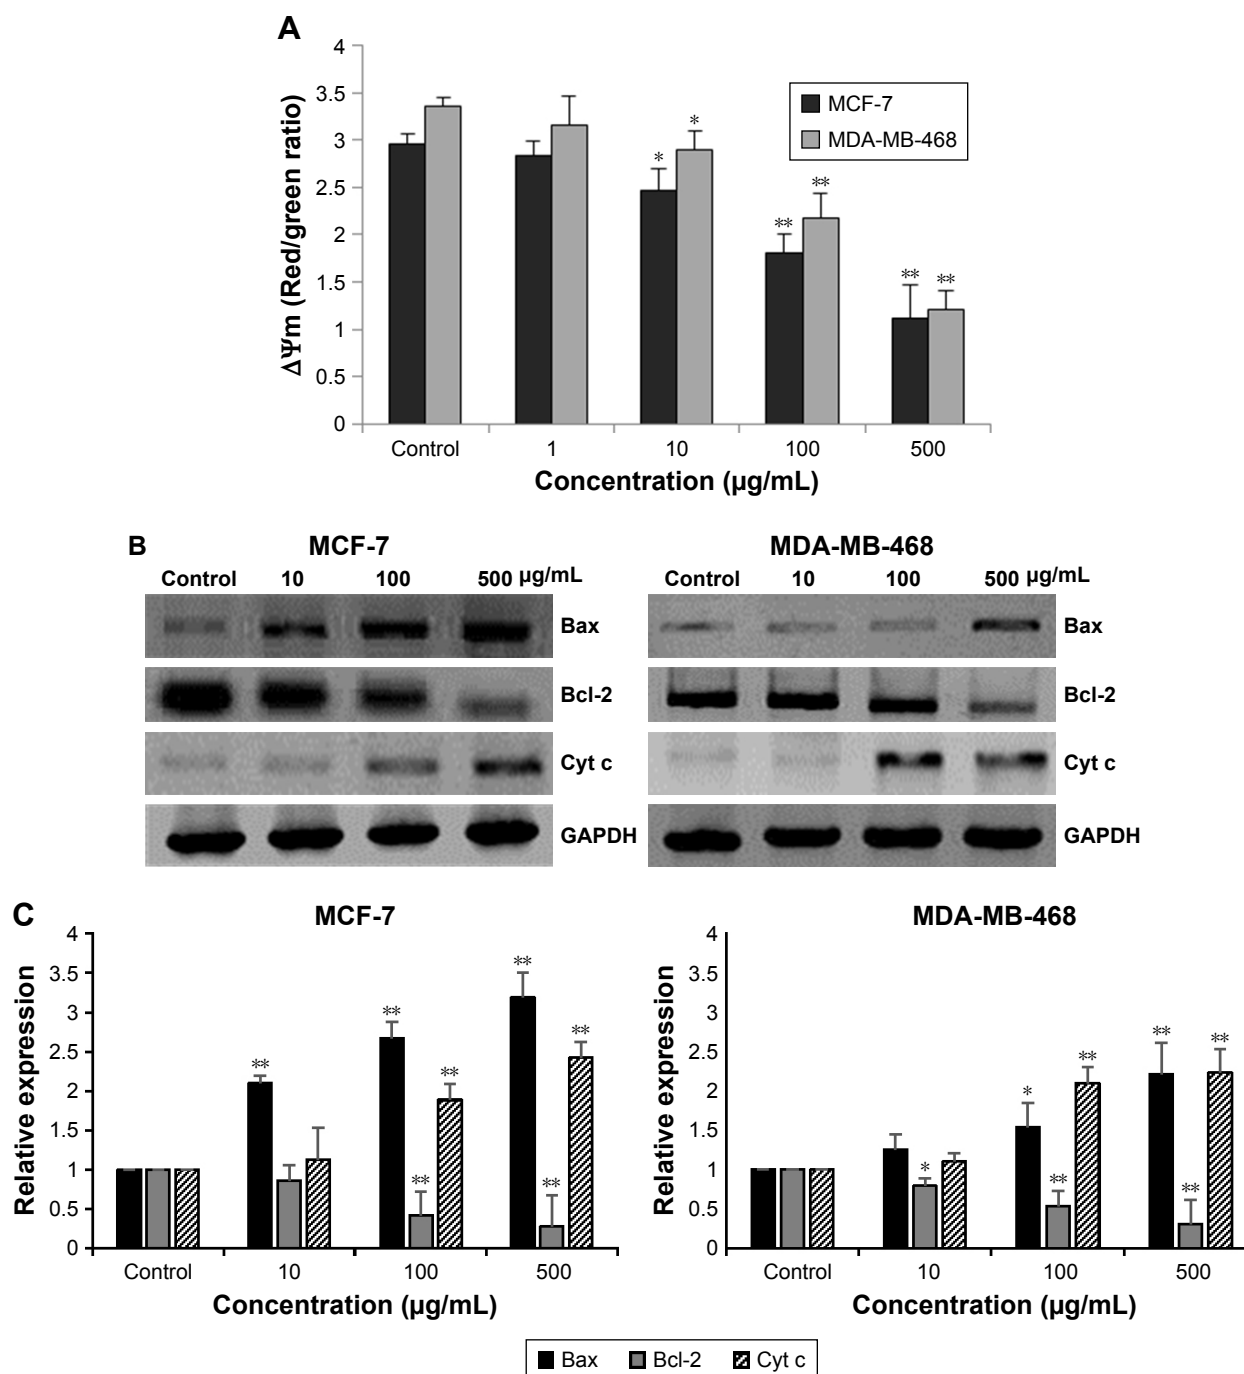 A
4
3.5
3
2.5
2
1.5
1
0.5
0
ΔΨm (Red/green ratio)
MCF-7
MDA-MB-468
*
*
**
**
**
**
Control 1 10 100 500
Concentration (µg/mL)
B
MCF-7
Control 10 100 500 µg/mL
Bax
Bcl-2
Cyt c
GAPDH
MDA-MB-468
Control 10 100 500 µg/mL
Bax
Bcl-2
Cyt c
GAPDH
C
MCF-7
4
3.5
3
2.5
2
1.5
1
0.5
0
Relative expression
**
**
**
**
**
**
**
Control 10 100 500
Concentration (µg/mL)
MDA-MB-468
4
3.5
3
2.5
2
1.5
1
0.5
0
Relative expression
*
*
**
**
**
**
**
Control 10 100 500
Concentration (µg/mL)
Bax Bcl-2 Cyt c